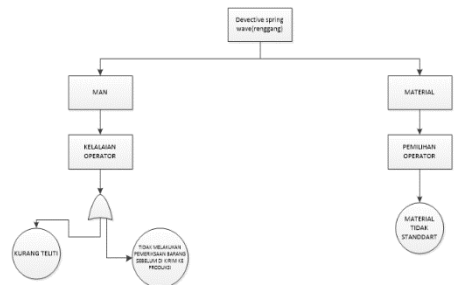 Devective spring
wave(renggang)
MAN
MATERIAL
KELALAIAN
OPERATOR
PEMILIHAN
OPERATOR
KURANG TELITI
TIDAK MELAKUKAN
PEMERIKSAAN BARANG
SEBELUM DI KIRIM KE
PRODUKSI
MATERIAL
TIDAK
STANDDART